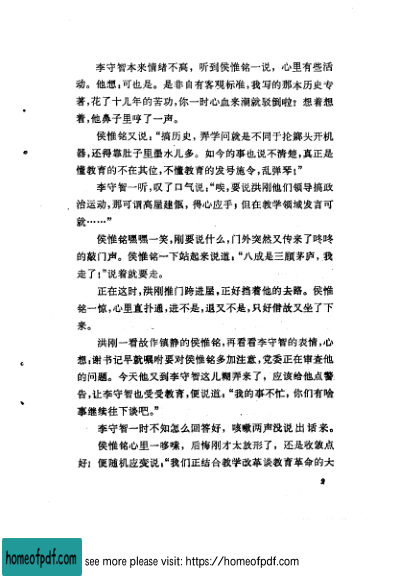 李守智本来情绪不高，听到侯惟铭一说，心里有些活
动。他想：可也是。是非自有客观标准，我写的那本历史专
著，花了十几年的苦功，你一时心血来潮就驳倒啦？想着想
看，他鼻子里哼了一声。
侯惟铭又说：“搞历史，弄学问就是不同于抡镢头开机
器，还得靠肚子里墨水儿多。如今的事也说不清楚，真正是
懂教育的不在其位，不懂教育的发号施令，乱弹琴！”
李守智一听，叹了口气说：“唉，要说洪刚他们领导搞政
治运动，那可谓高屋建瓴，得心应手；但在教学领域发言可
就……”
侯惟铭嘿嘿一笑，刚要说什么，门外突然又传来了咚咚
的敲门声。侯惟铭一下站起来说道：“八成是三顾茅庐，我
走了！”说着就要走。
正在这时，洪刚推门跨进屋，正好挡着他的去路。侯惟
铭一惊，心里直扑通，进不是，退又不是，只好借故又坐了下
来。
洪刚一看故作镇静的侯惟铭，再看看李守智的表情，心
想：谢书记早就嘱咐要对侯惟铭多加注意，党委正在审查他
的问题。今天他又到李守智这儿糊弄来了，应该给他点警
告，让李守智也受受教育，便说道：“我的事不忙，你们有啥
事继续往下谈吧。”
李守智一时不知怎么回答好，咳嗽两声没说出话来。
侯惟铭心里一哆嗦，后悔刚才太放形了，还是收敛点
好；便随机应变说：“我们正结合教学改革谈教育革命的大
9
homeofpdf.com
see more please visit: https://homeofpdf.com